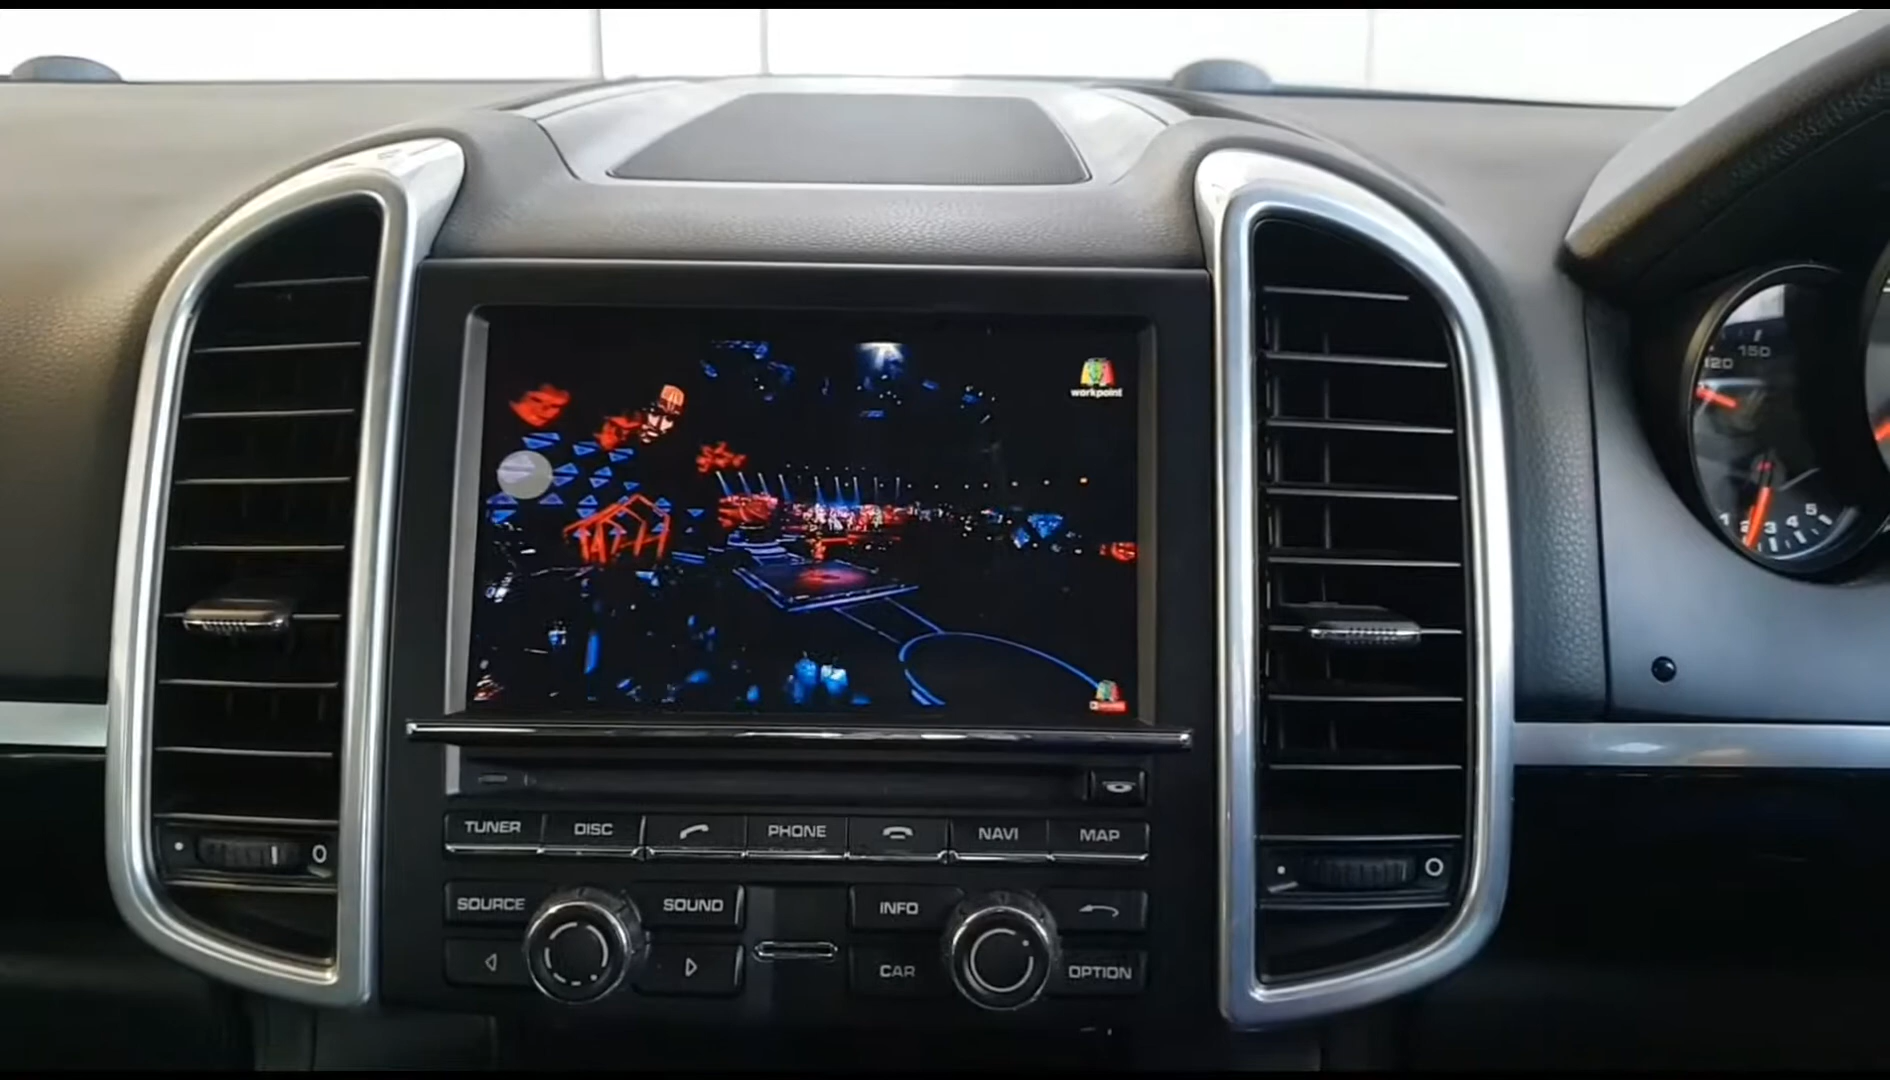 workpoint
120 150
1 2 3 4 5
TUNER DISC PHONE NAVI MAP
SOURCE SOUND INFO
CAR OPTION